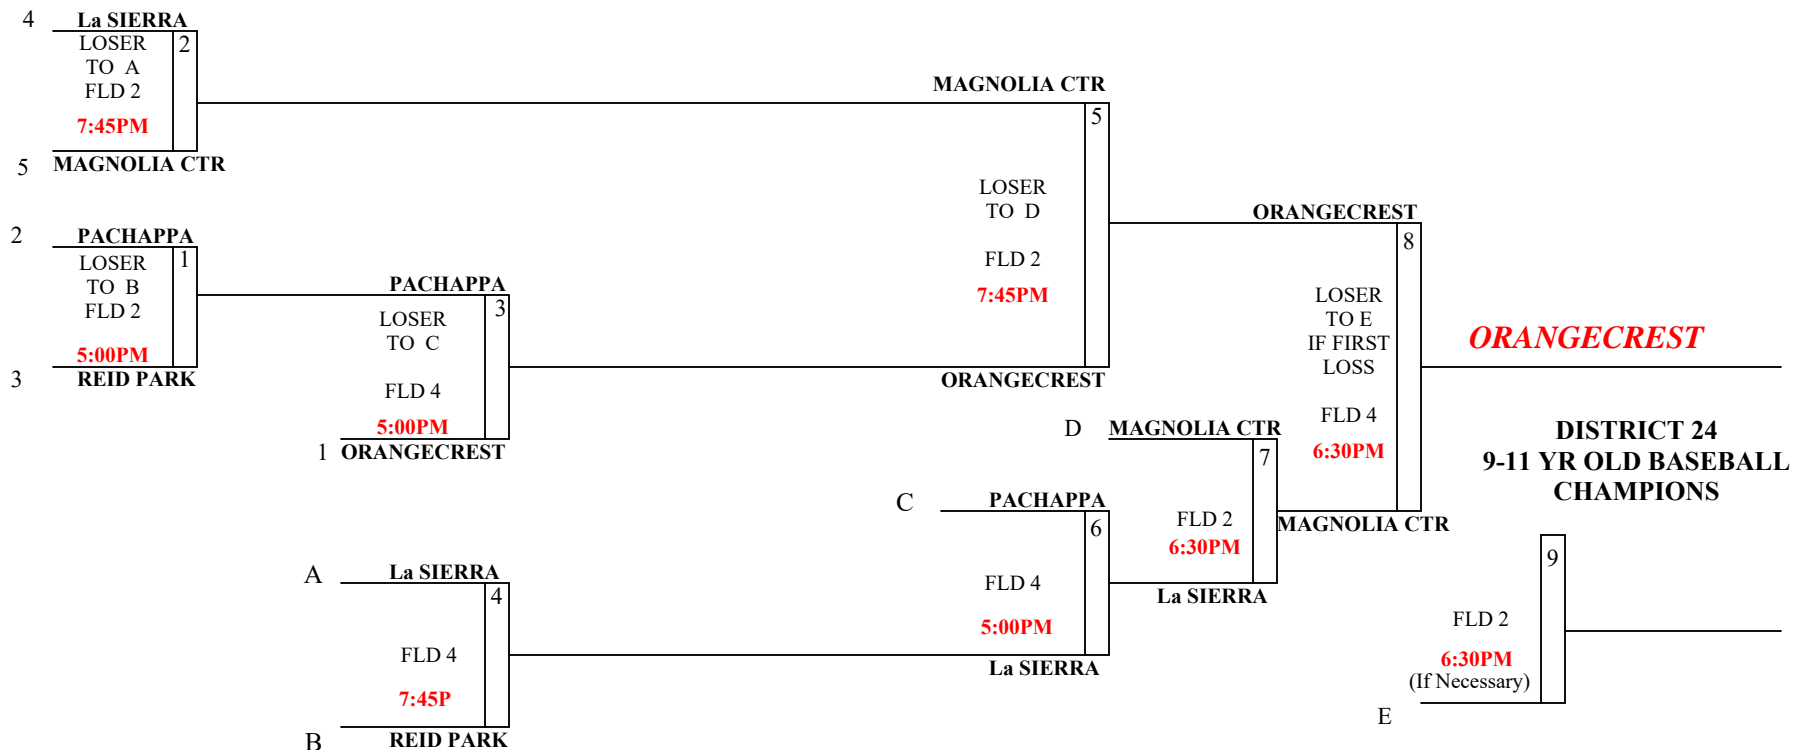 4 La SIERRA
LOSER 2
TO A
FLD 2
7:45PM
5 MAGNOLIA CTR
2 PACHAPPA
LOSER 1
TO B
FLD 2
5:00PM
3 REID PARK
PACHAPPA
LOSER 3
TO C
FLD 4
5:00PM
1 ORANGECREST
A La SIERRA
4
FLD 4
7:45P
B REID PARK
MAGNOLIA CTR
5
LOSER
TO D
FLD 2
7:45PM
ORANGECREST
C PACHAPPA
6
FLD 4
5:00PM
La SIERRA
D MAGNOLIA CTR
7
FLD 2
6:30PM
La SIERRA
ORANGECREST
8
LOSER
TO E
IF FIRST
LOSS
FLD 4
6:30PM
MAGNOLIA CTR
ORANGECREST
DISTRICT 24
9-11 YR OLD BASEBALL
CHAMPIONS
9
FLD 2
6:30PM
(If Necessary)
E